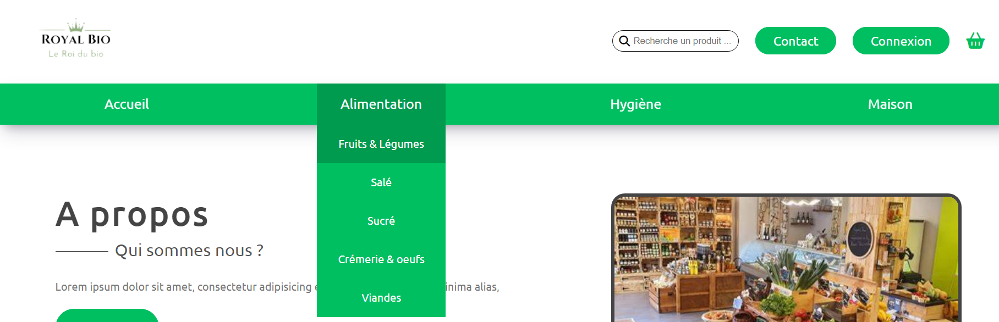 ROYAL BIO
Le Roi du bio
Recherche un produit ...
Contact
Connexion
Accueil
Alimentation
Hygiène
Maison
Fruits & Légumes
Salé
Sucré
Crémerie & oeufs
Viandes
A propos
Qui sommes nous ?
Lorem ipsum dolor sit amet, consectetur adipisicing
inima alias,